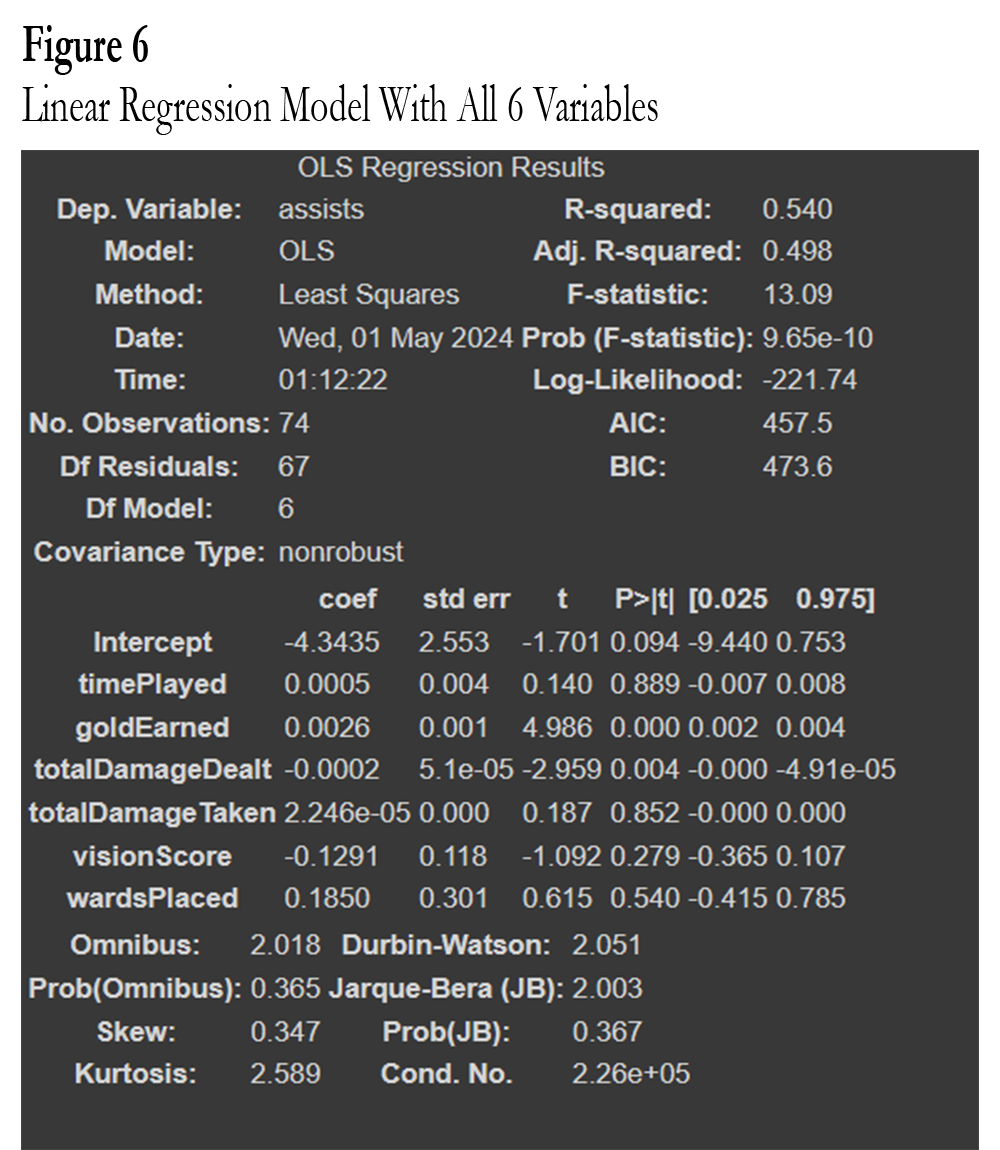 Figure 6
Linear Regression Model With All 6 Variables
OLS Regression Results
Dep. Variable: assists R-squared: 0.540
Model: OLS Adj. R-squared: 0.498
Method: Least Squares F-statistic: 13.09
Date: Wed, 01 May 2024 Prob (F-statistic): 9.65e-10
Time: 01:12:22 Log-Likelihood: -221.74
No. Observations: 74 AIC: 457.5
Df Residuals: 67 BIC: 473.6
Df Model: 6
Covariance Type: nonrobust
coef std err t P>|t| [0.025 0.975]
Intercept -4.3435 2.553 -1.701 0.094 -9.440 0.753
timePlayed 0.0005 0.004 0.140 0.889 -0.007 0.008
goldEarned 0.0026 0.001 4.986 0.000 0.002 0.004
totalDamageDealt -0.0002 5.1e-05 -2.959 0.004 -0.000 -4.91e-05
totalDamageTaken 2.246e-05 0.000 0.187 0.852 -0.000 0.000
visionScore -0.1291 0.118 -1.092 0.279 -0.365 0.107
wardsPlaced 0.1850 0.301 0.615 0.540 -0.415 0.785
Omnibus: 2.018 Durbin-Watson: 2.051
Prob(Omnibus): 0.365 Jarque-Bera (JB): 2.003
Skew: 0.347 Prob(JB): 0.367
Kurtosis: 2.589 Cond. No. 2.26e+05